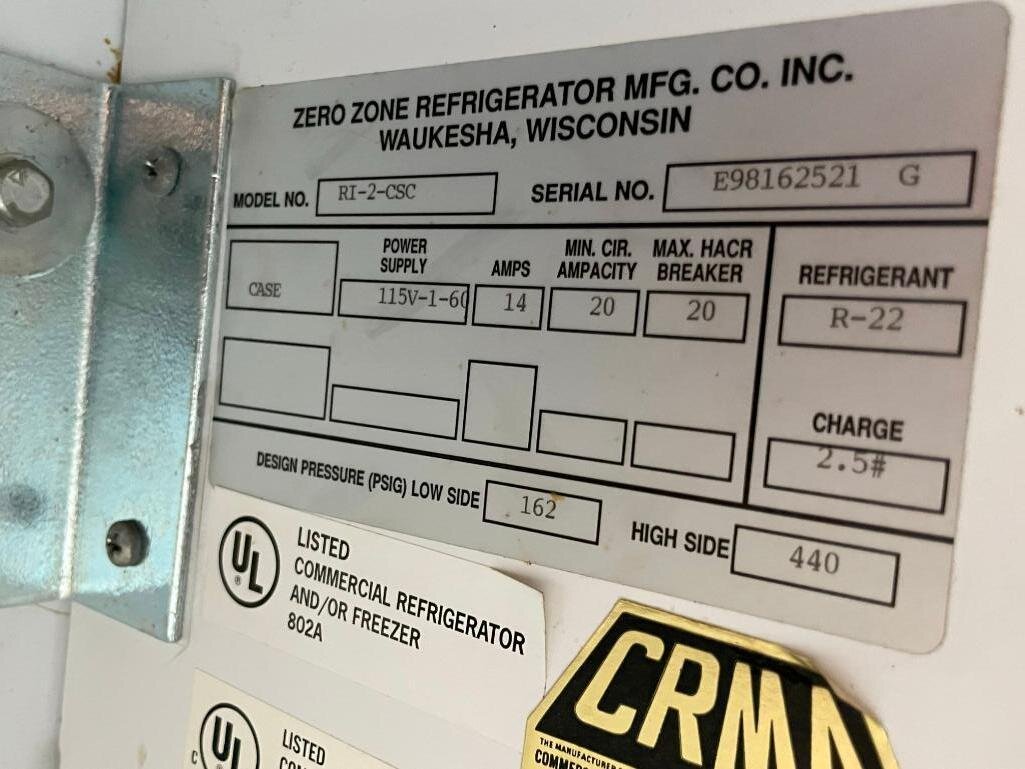 ZERO ZONE REFRIGERATOR MFG. CO. INC.
WAUKESHA, WISCONSIN
MODEL NO. RI-2-CSC SERIAL NO. E98162521 G
POWER SUPPLY AMPS MIN. CIR. AMPACITY MAX. HACR BREAKER REFRIGERANT
CASE 115V-1-60 14 20 20 R-22
CHARGE
2.5#
DESIGN PRESSURE (PSIG) LOW SIDE 162 HIGH SIDE 440
UL ®
LISTED
COMMERCIAL REFRIGERATOR
AND/OR FREEZER
802A
CRMA
THE MANUFACTURER
C UL
LISTED